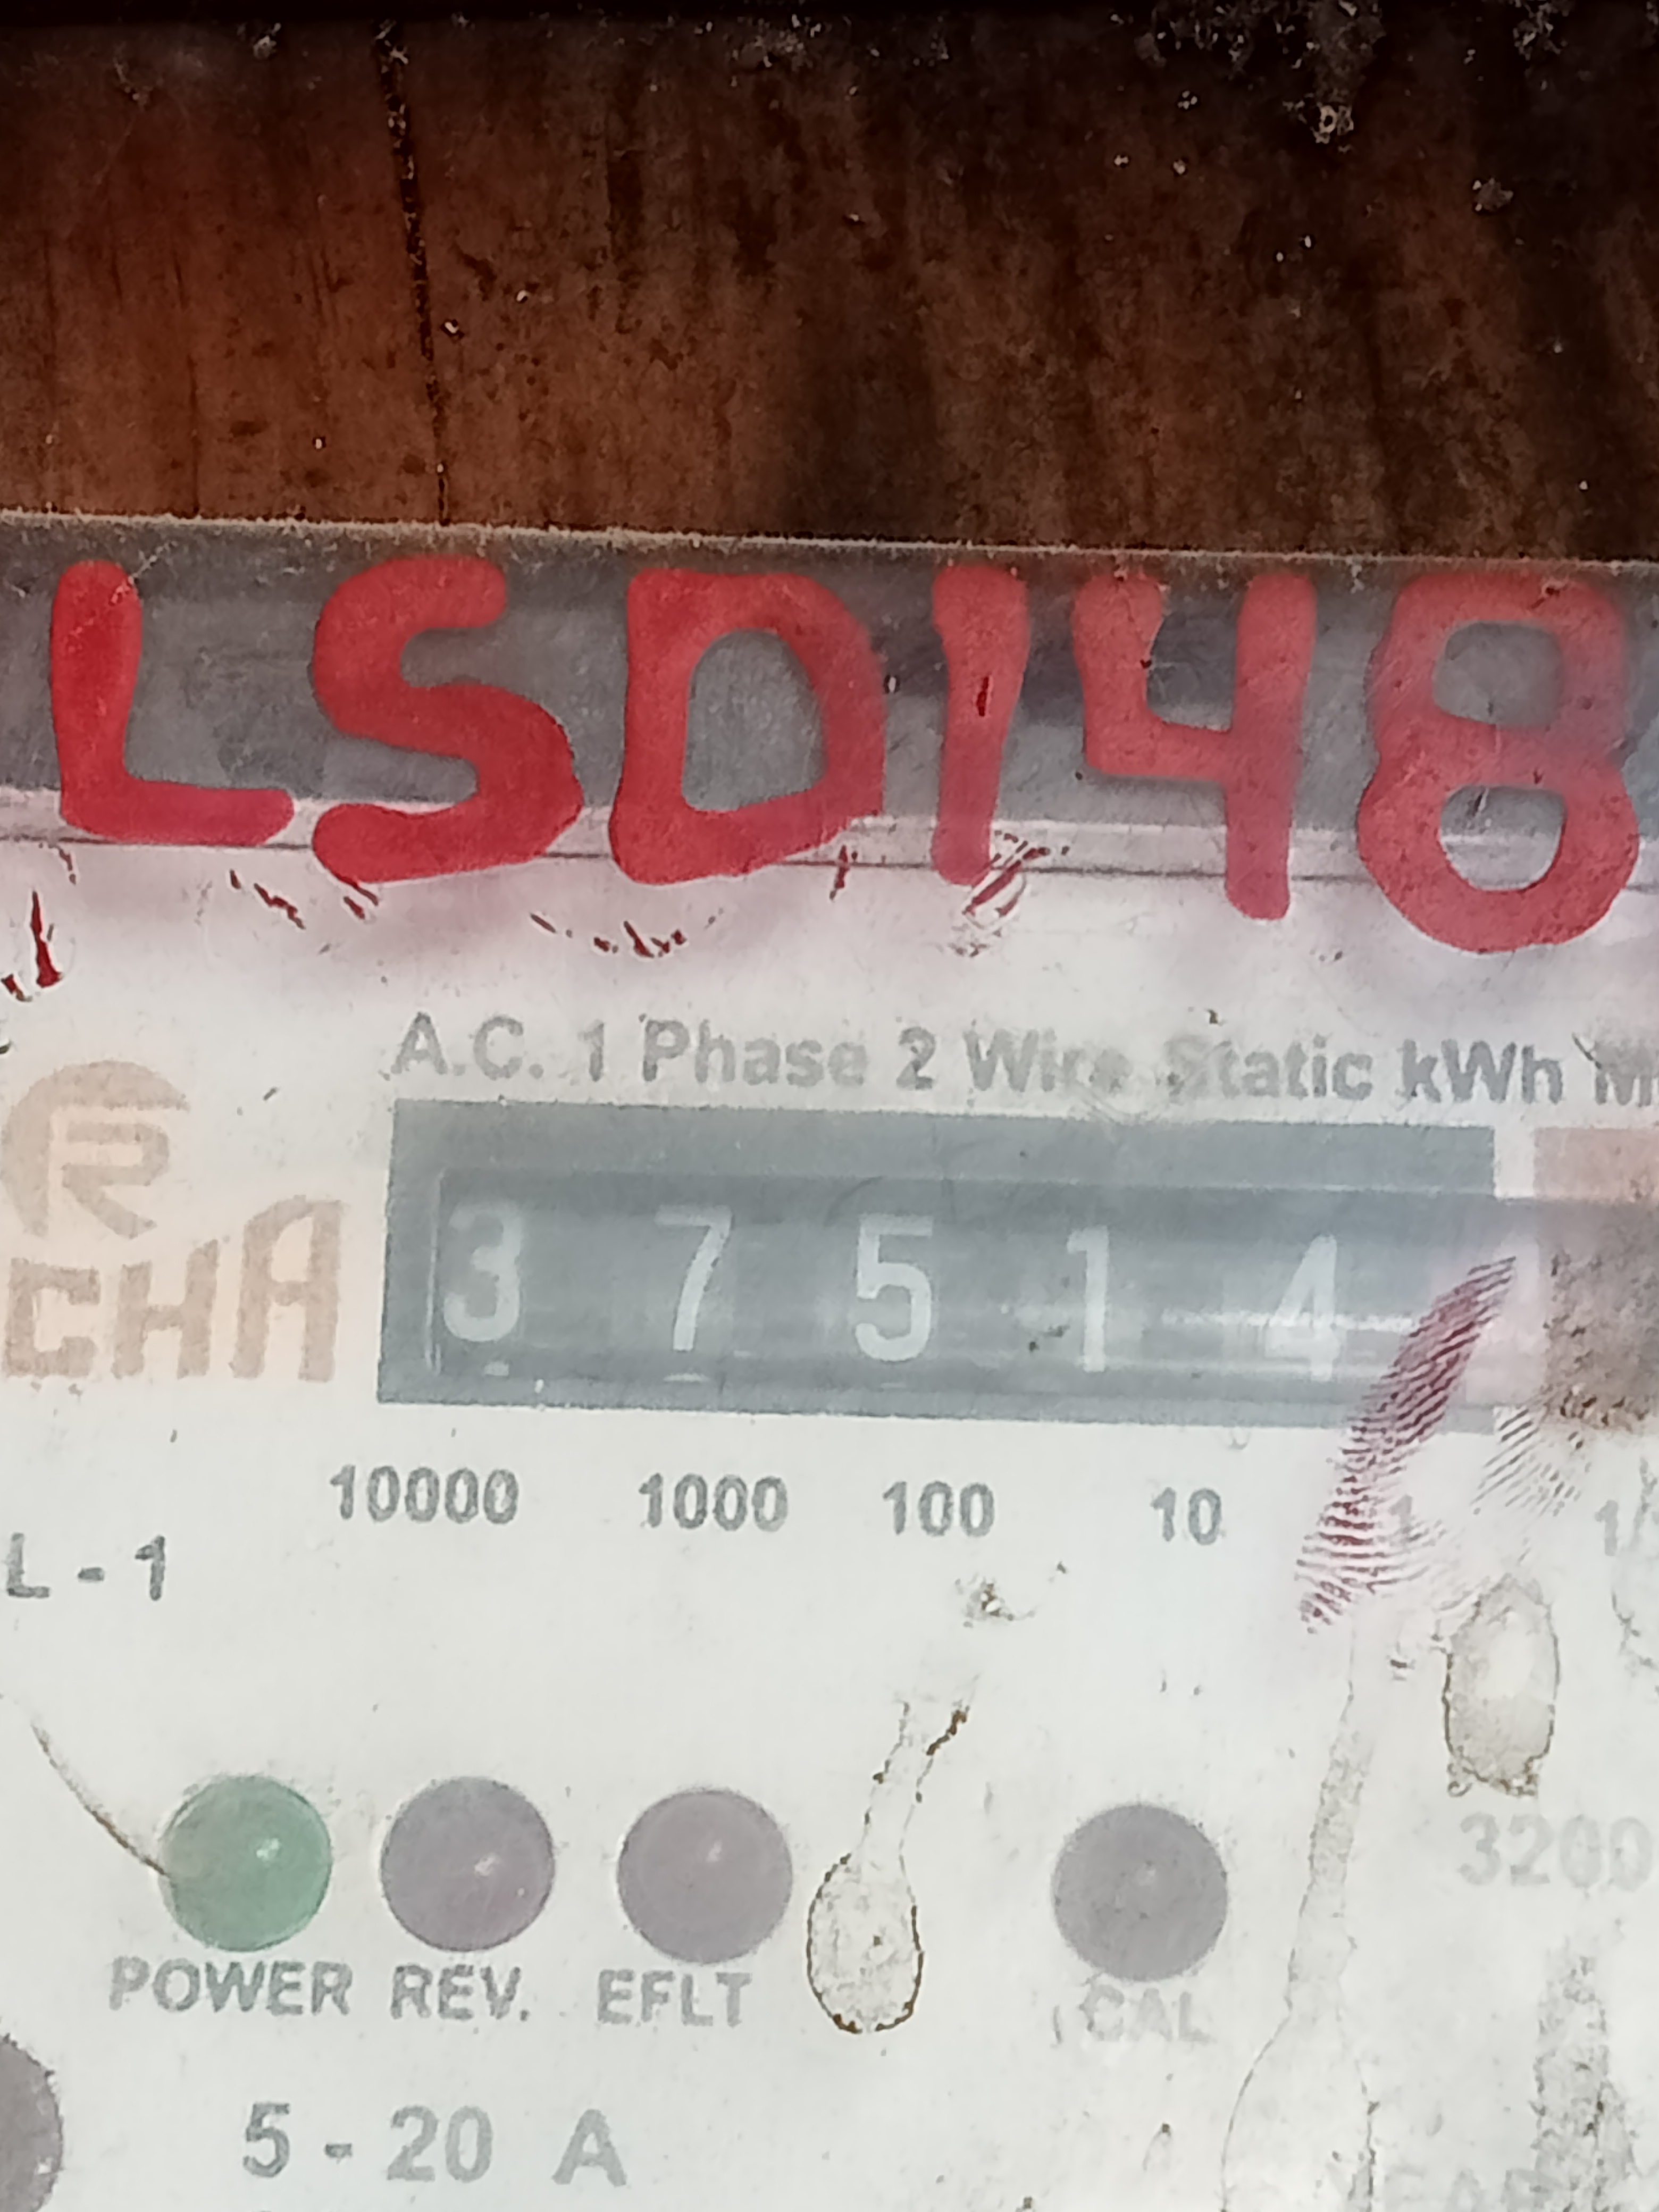 LSD148
A.C. 1 Phase 2 Wire Static kWh
R
CHA
3 7 5 1 4
10000 1000 100 10 1
L - 1
3200
POWER REV. EFLT CAL
5 - 20 A